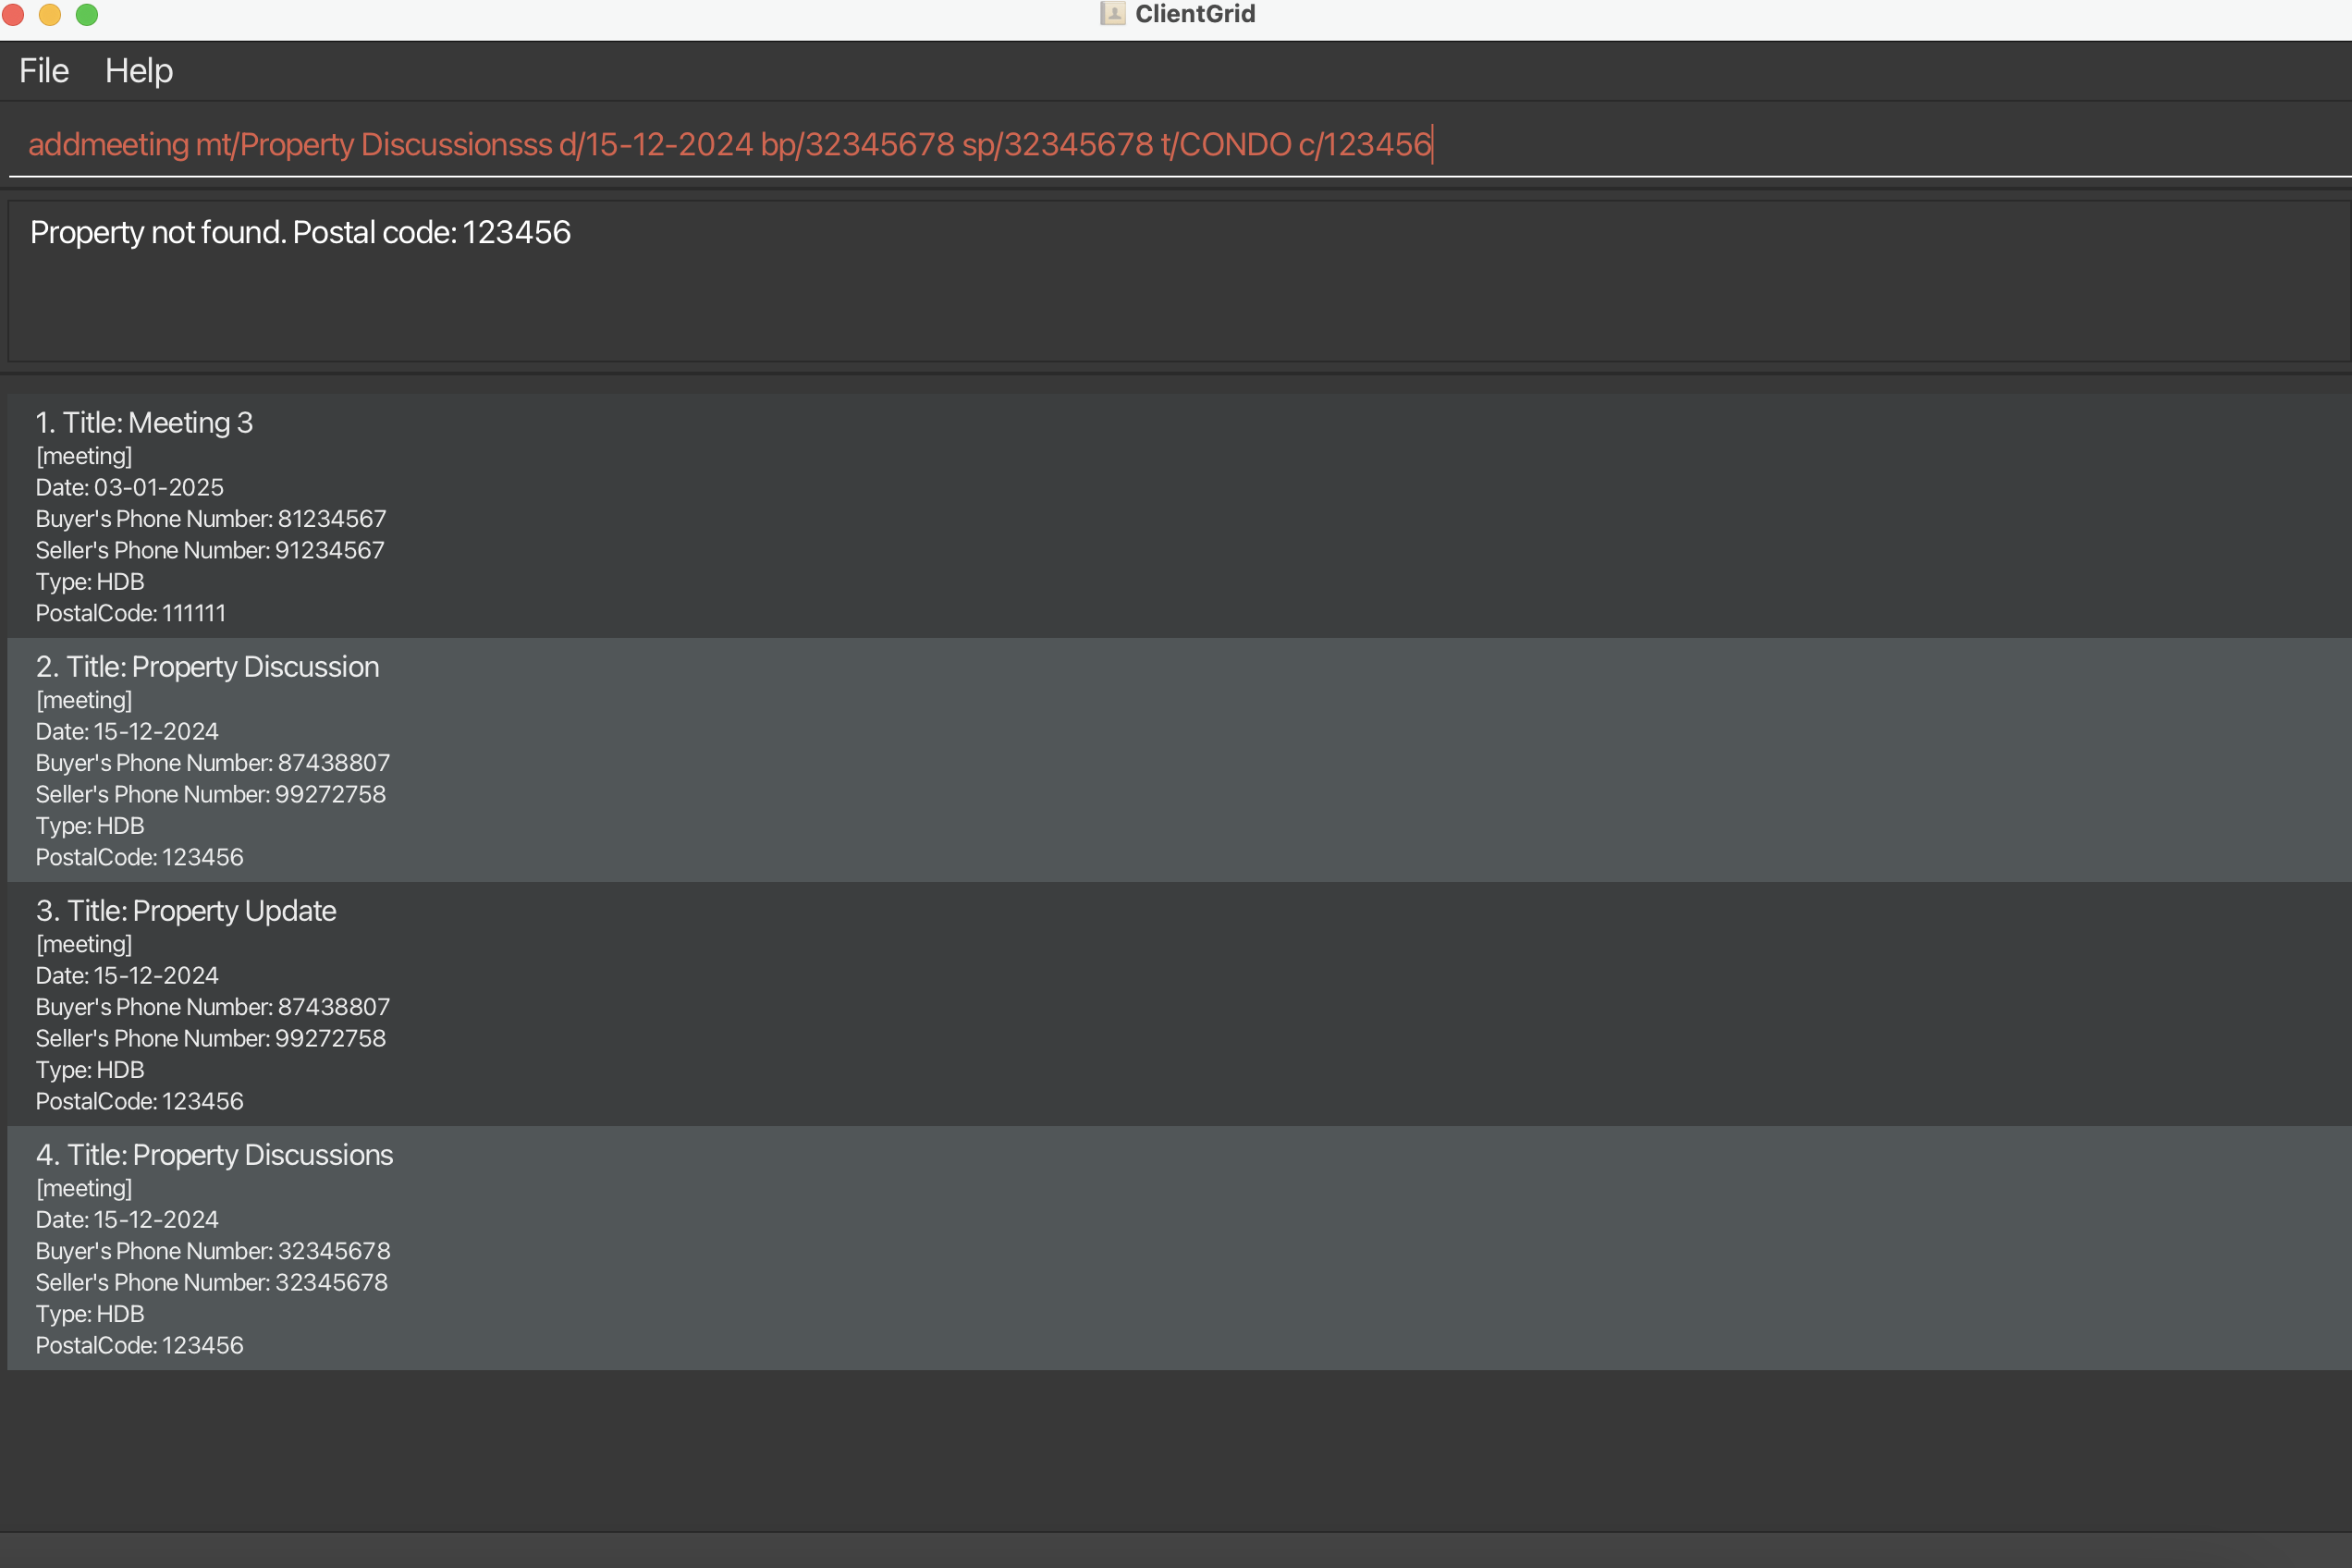 ClientGrid
File Help
addmeeting mt/Property Discussionsss d/15-12-2024 bp/32345678 sp/32345678 t/CONDO c/123456
Property not found. Postal code: 123456
1. Title: Meeting 3
[meeting]
Date: 03-01-2025
Buyer's Phone Number: 81234567
Seller's Phone Number: 91234567
Type: HDB
PostalCode: 111111
2. Title: Property Discussion
[meeting]
Date: 15-12-2024
Buyer's Phone Number: 87438807
Seller's Phone Number: 99272758
Type: HDB
PostalCode: 123456
3. Title: Property Update
[meeting]
Date: 15-12-2024
Buyer's Phone Number: 87438807
Seller's Phone Number: 99272758
Type: HDB
PostalCode: 123456
4. Title: Property Discussions
[meeting]
Date: 15-12-2024
Buyer's Phone Number: 32345678
Seller's Phone Number: 32345678
Type: HDB
PostalCode: 123456